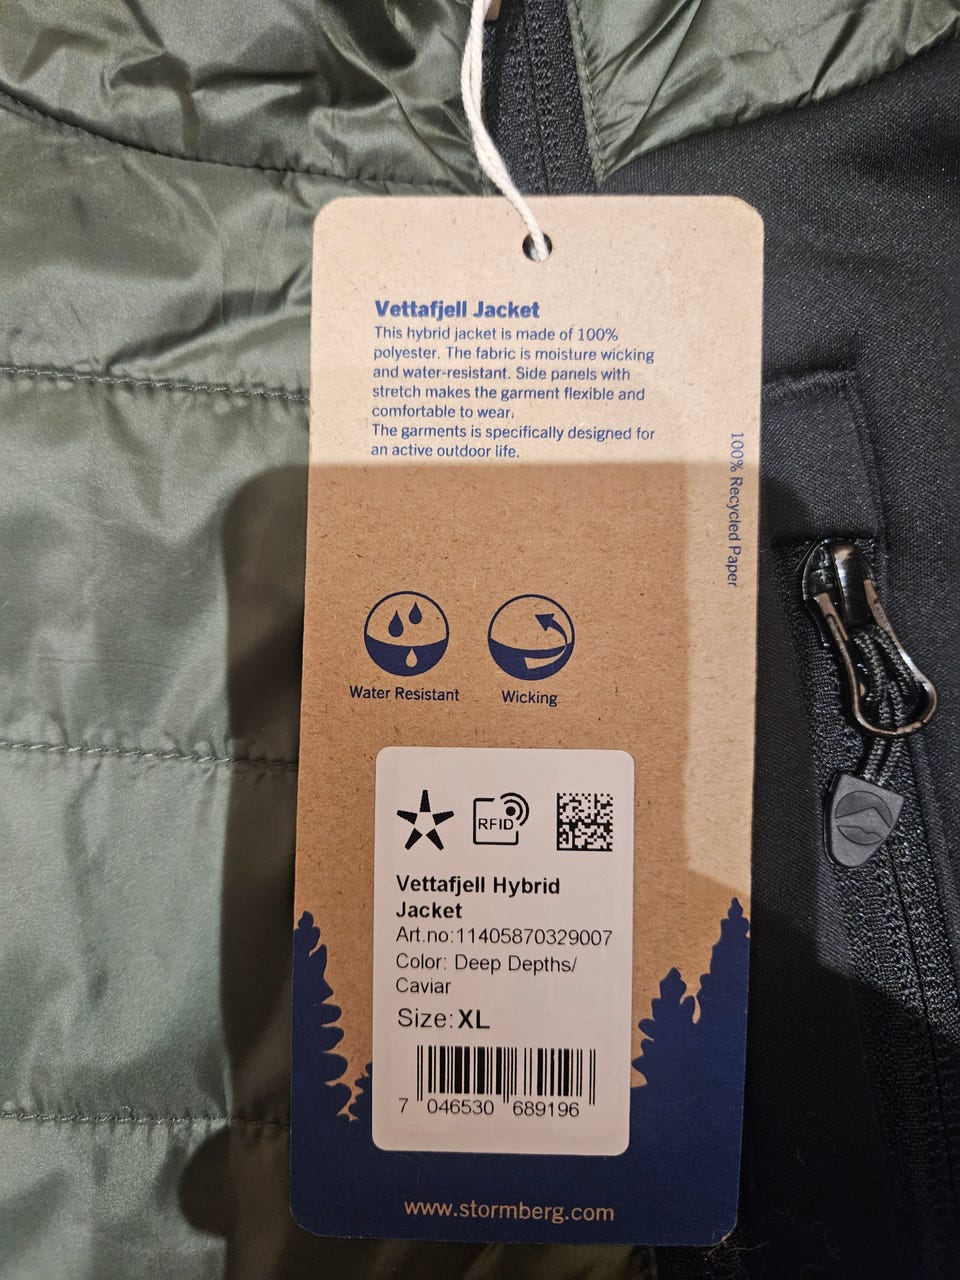 Vettafjell Jacket
This hybrid jacket is made of 100%
polyester. The fabric is moisture wicking
and water-resistant. Side panels with
stretch makes the garment flexible and
comfortable to wear.
The garments is specifically designed for
an active outdoor life.
100% Recycled Paper
Water Resistant
Wicking
RFID
Vettafjell Hybrid
Jacket
Art.no:11405870329007
Color: Deep Depths/
Caviar
Size: XL
7 046530 689196
www.stormberg.com